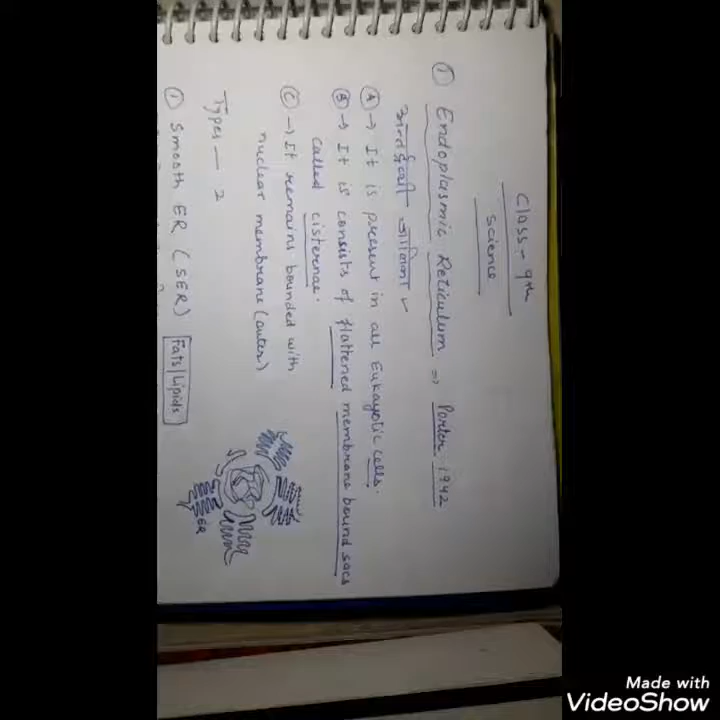 Class - 9th
Science
① Endoplasmic Reticulum => Porter 1942
अन्तर्द्रव्यी जालिका
Ⓐ → It is present in all Eukayotic cells.
Ⓑ → It is consists of flattened membrane bound sacs
called cisternae.
Ⓒ → It remains bounded with
nuclear membrane (outer)
Types — 2
① Smooth ER (SER) Fats/Lipids
ER
Made with
VideoShow